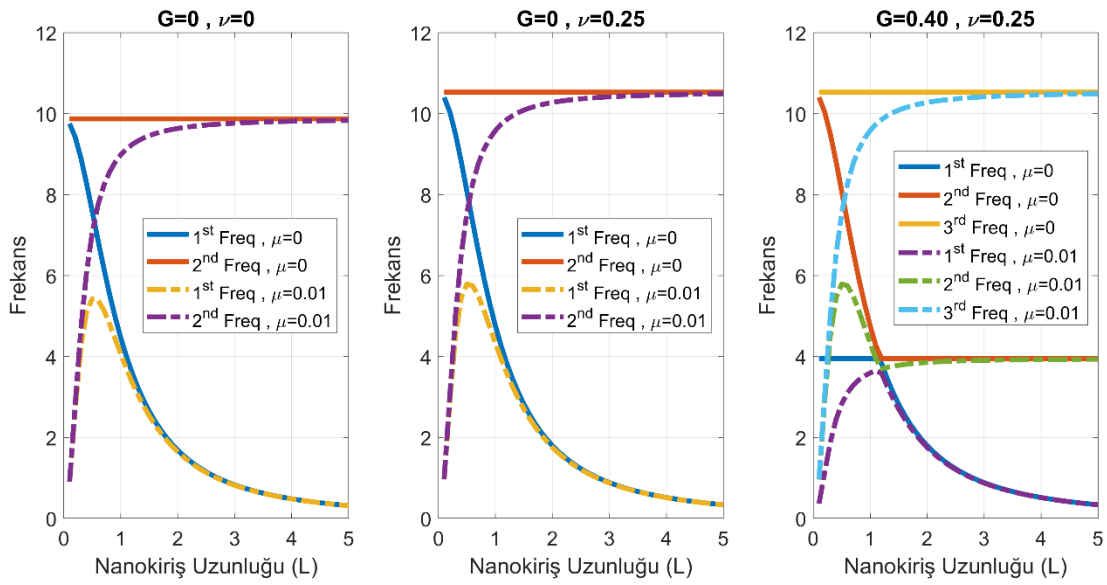 G=0 , ν=0
12
10
8
6
4
2
0
Frekans
1st Freq , μ=0
2nd Freq , μ=0
1st Freq , μ=0.01
2nd Freq , μ=0.01
0 1 2 3 4 5
Nanokiriş Uzunluğu (L)
G=0 , ν=0.25
12
10
8
6
4
2
0
Frekans
1st Freq , μ=0
2nd Freq , μ=0
1st Freq , μ=0.01
2nd Freq , μ=0.01
0 1 2 3 4 5
Nanokiriş Uzunluğu (L)
G=0.40 , ν=0.25
12
10
8
6
4
2
0
Frekans
1st Freq , μ=0
2nd Freq , μ=0
3rd Freq , μ=0
1st Freq , μ=0.01
2nd Freq , μ=0.01
3rd Freq , μ=0.01
0 1 2 3 4 5
Nanokiriş Uzunluğu (L)